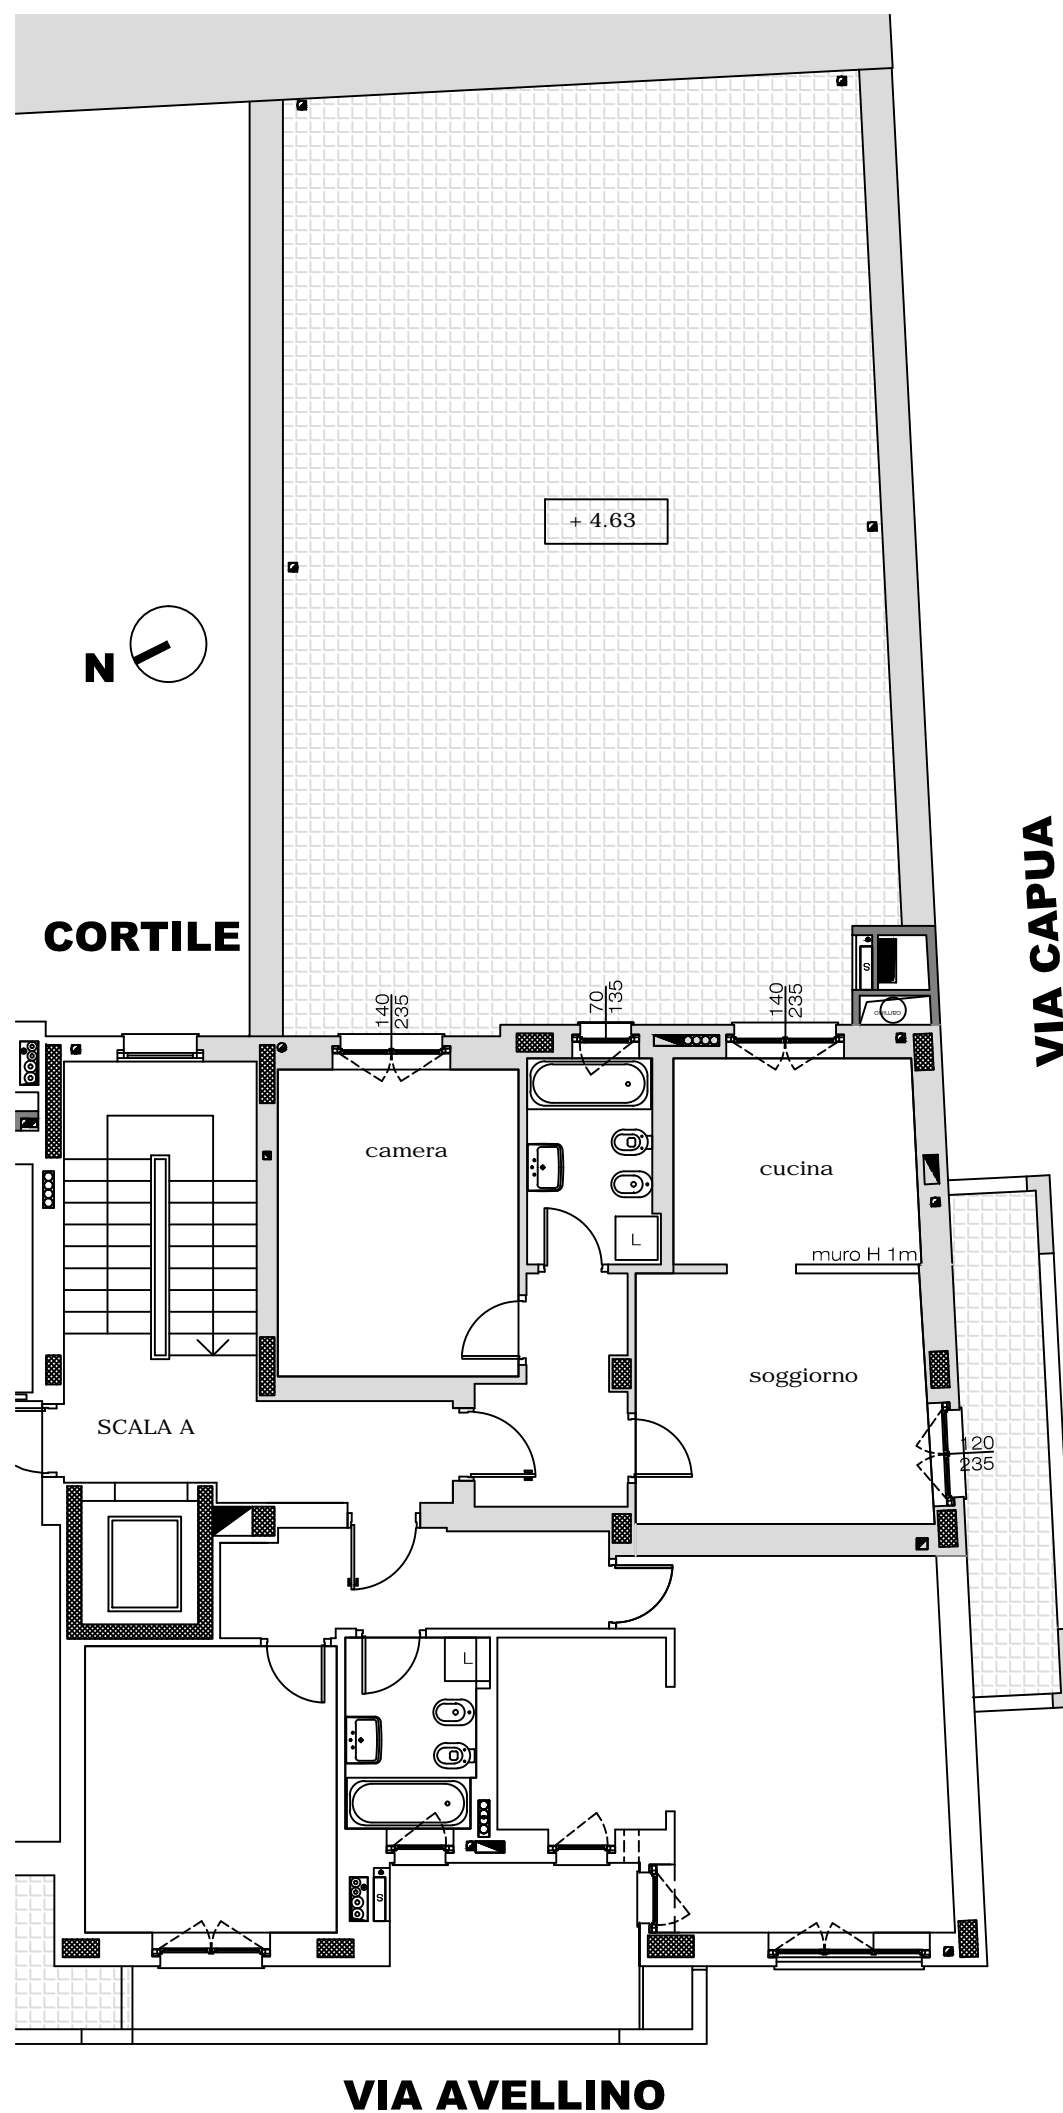 + 4.63
N
VIA CAPUA
CORTILE
S
camino
140
235
70
135
140
235
camera
cucina
L
muro H 1m
soggiorno
SCALA A
120
235
L
S
VIA AVELLINO